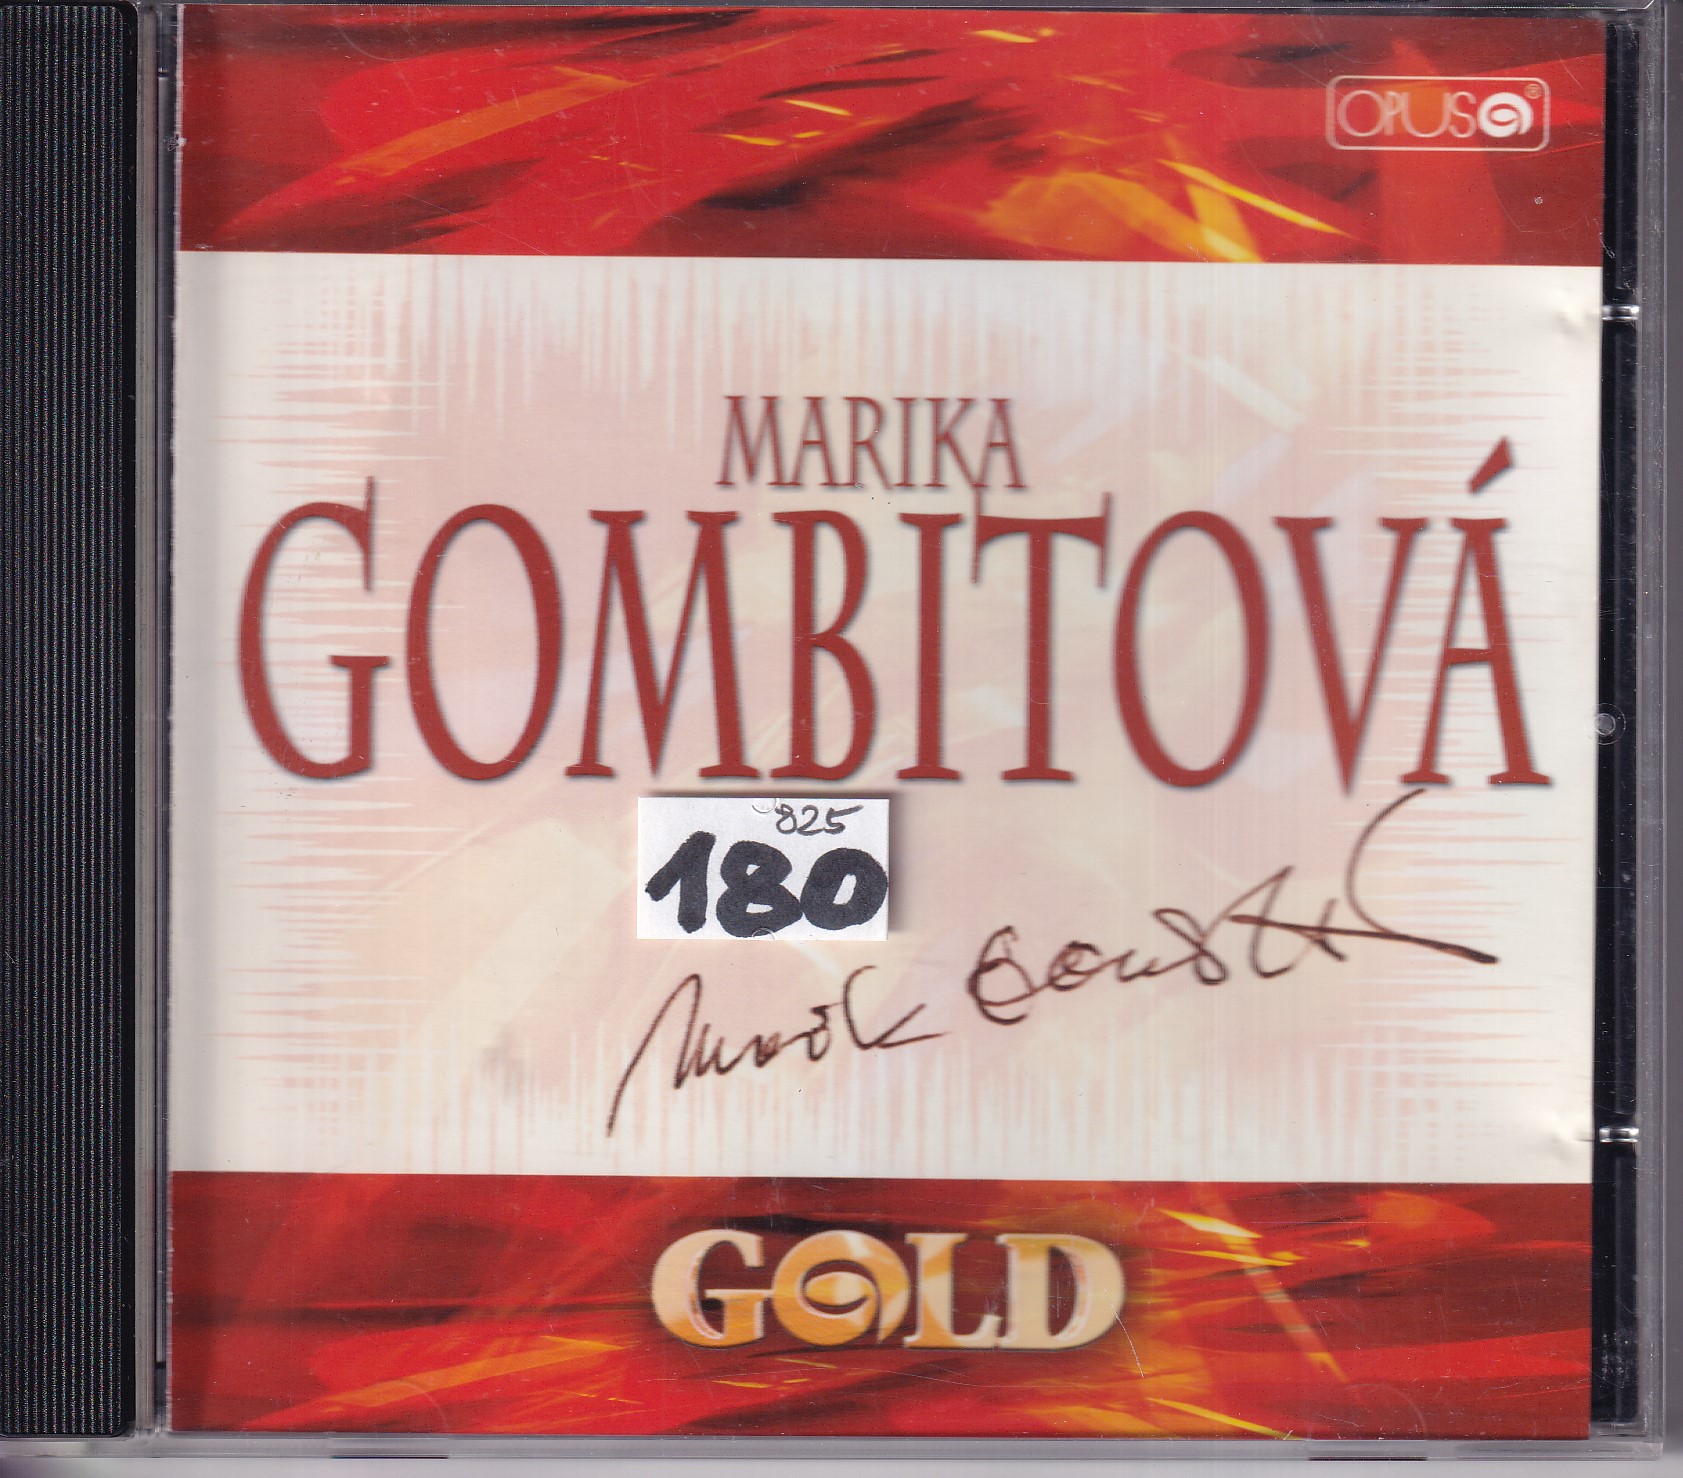 OPUS ®
MARIKA
GOMBITOVÁ
825
180
GOLD